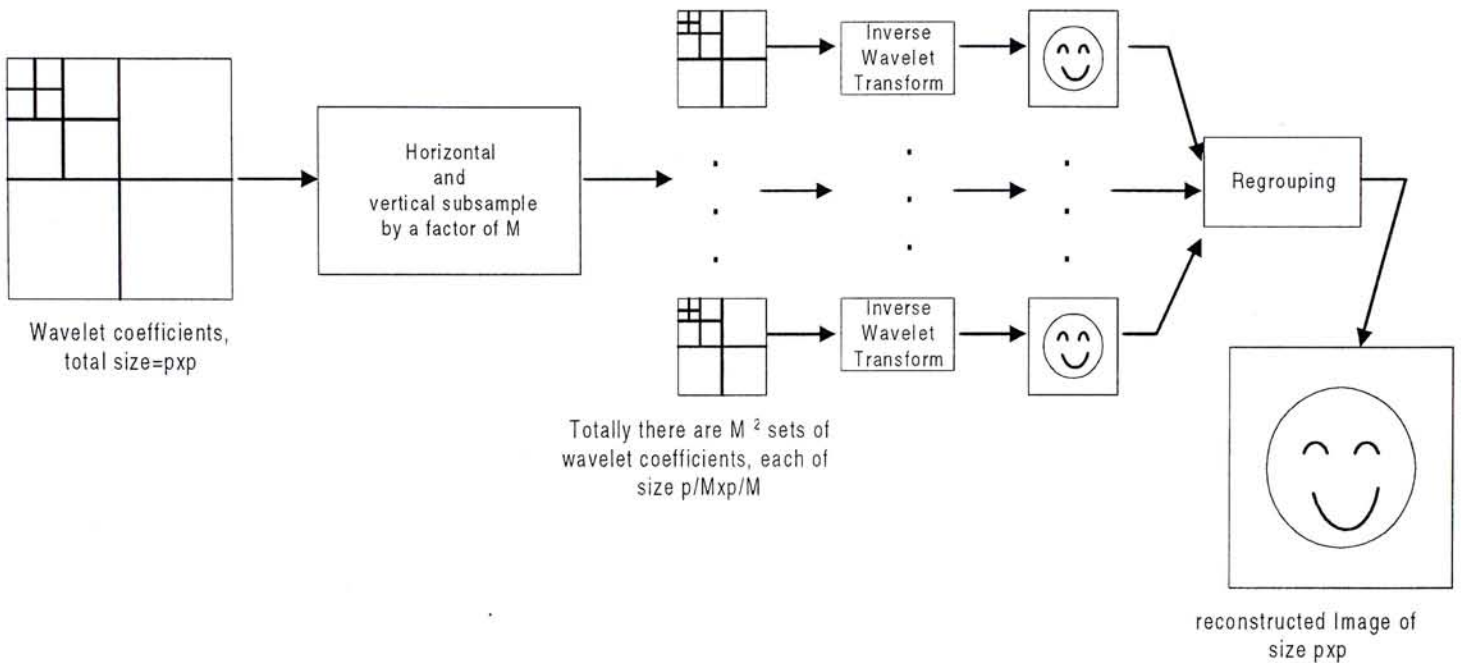 Inverse
Wavelet
Transform
Horizontal
and
vertical subsample
by a factor of M
Regrouping
Inverse
Wavelet
Transform
Wavelet coefficients,
total size=pxp
Totally there are M ² sets of
wavelet coefficients, each of
size p/Mxp/M
reconstructed Image of
size pxp